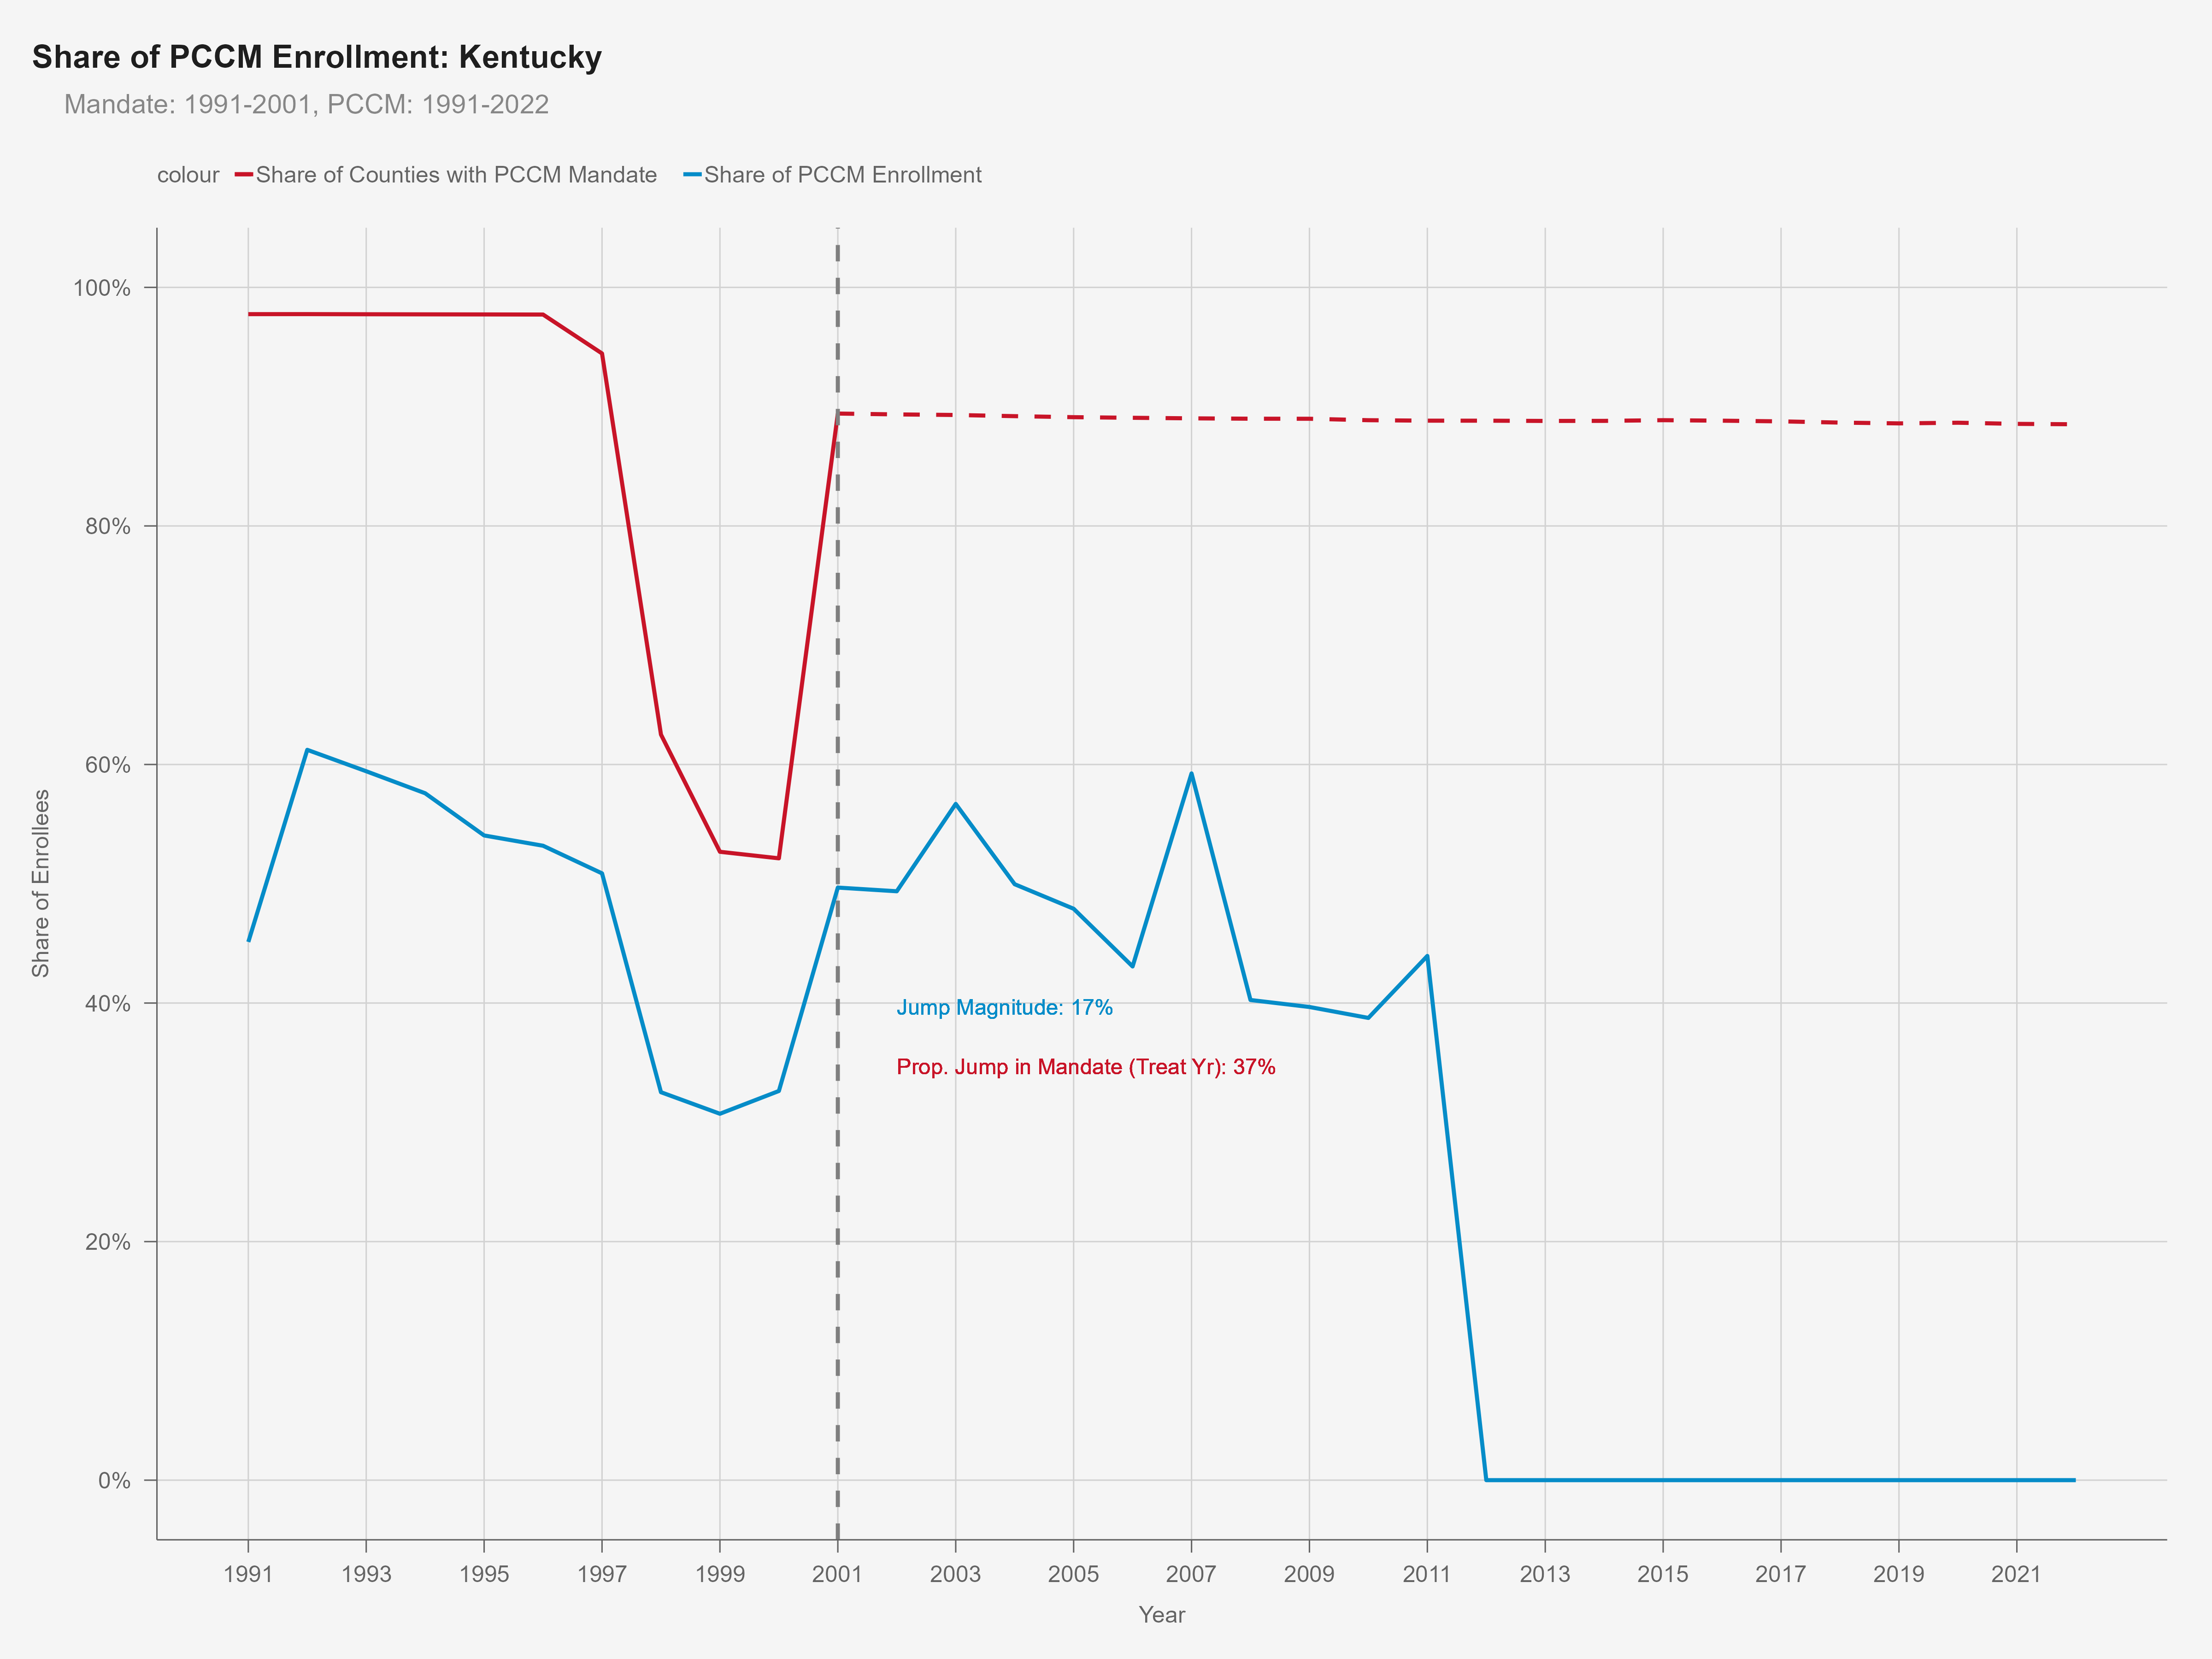 Share of PCCM Enrollment: Kentucky
Mandate: 1991-2001, PCCM: 1991-2022
colour Share of Counties with PCCM Mandate Share of PCCM Enrollment
Share of Enrollees
100%
80%
60%
40%
20%
0%
Jump Magnitude: 17%
Prop. Jump in Mandate (Treat Yr): 37%
1991 1993 1995 1997 1999 2001 2003 2005 2007 2009 2011 2013 2015 2017 2019 2021
Year